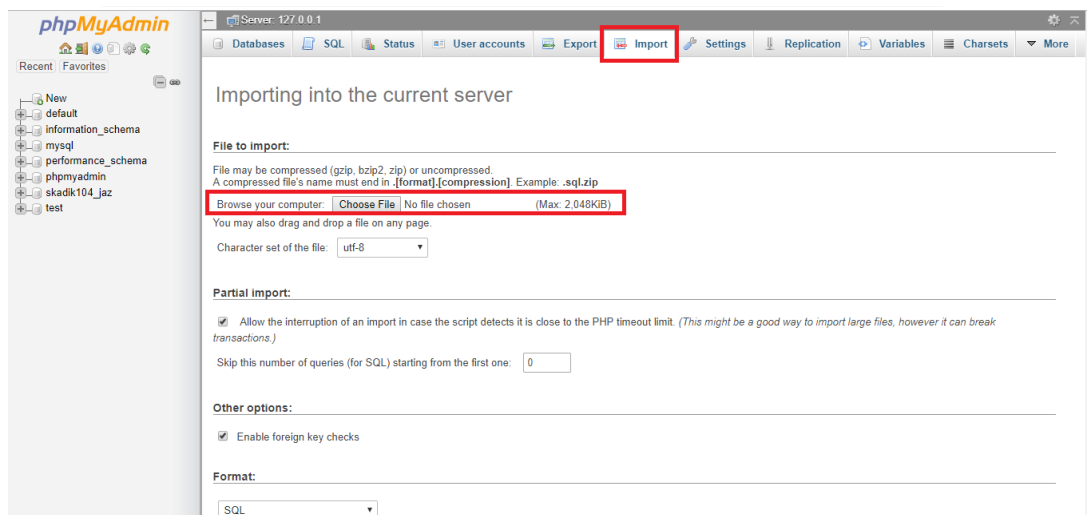 phpMyAdmin
Recent Favorites
New
default
information_schema
mysql
performance_schema
phpmyadmin
skadik104_jaz
test
Server: 127.0.0.1
Databases SQL Status User accounts Export Import Settings Replication Variables Charsets More
Importing into the current server
File to import:
File may be compressed (gzip, bzip2, zip) or uncompressed.
A compressed file's name must end in .[format].[compression]. Example: .sql.zip
Browse your computer: Choose File No file chosen (Max: 2,048KiB)
You may also drag and drop a file on any page.
Character set of the file: utf-8
Partial import:
Allow the interruption of an import in case the script detects it is close to the PHP timeout limit. (This might be a good way to import large files, however it can break
transactions.)
Skip this number of queries (for SQL) starting from the first one: 0
Other options:
Enable foreign key checks
Format:
SQL